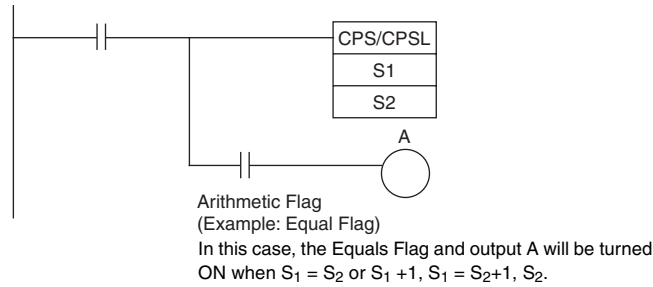 CPS/CPSL
S1
S2
A
Arithmetic Flag
(Example: Equal Flag)
In this case, the Equals Flag and output A will be turned
ON when S1 = S2 or S1 +1, S1 = S2+1, S2.